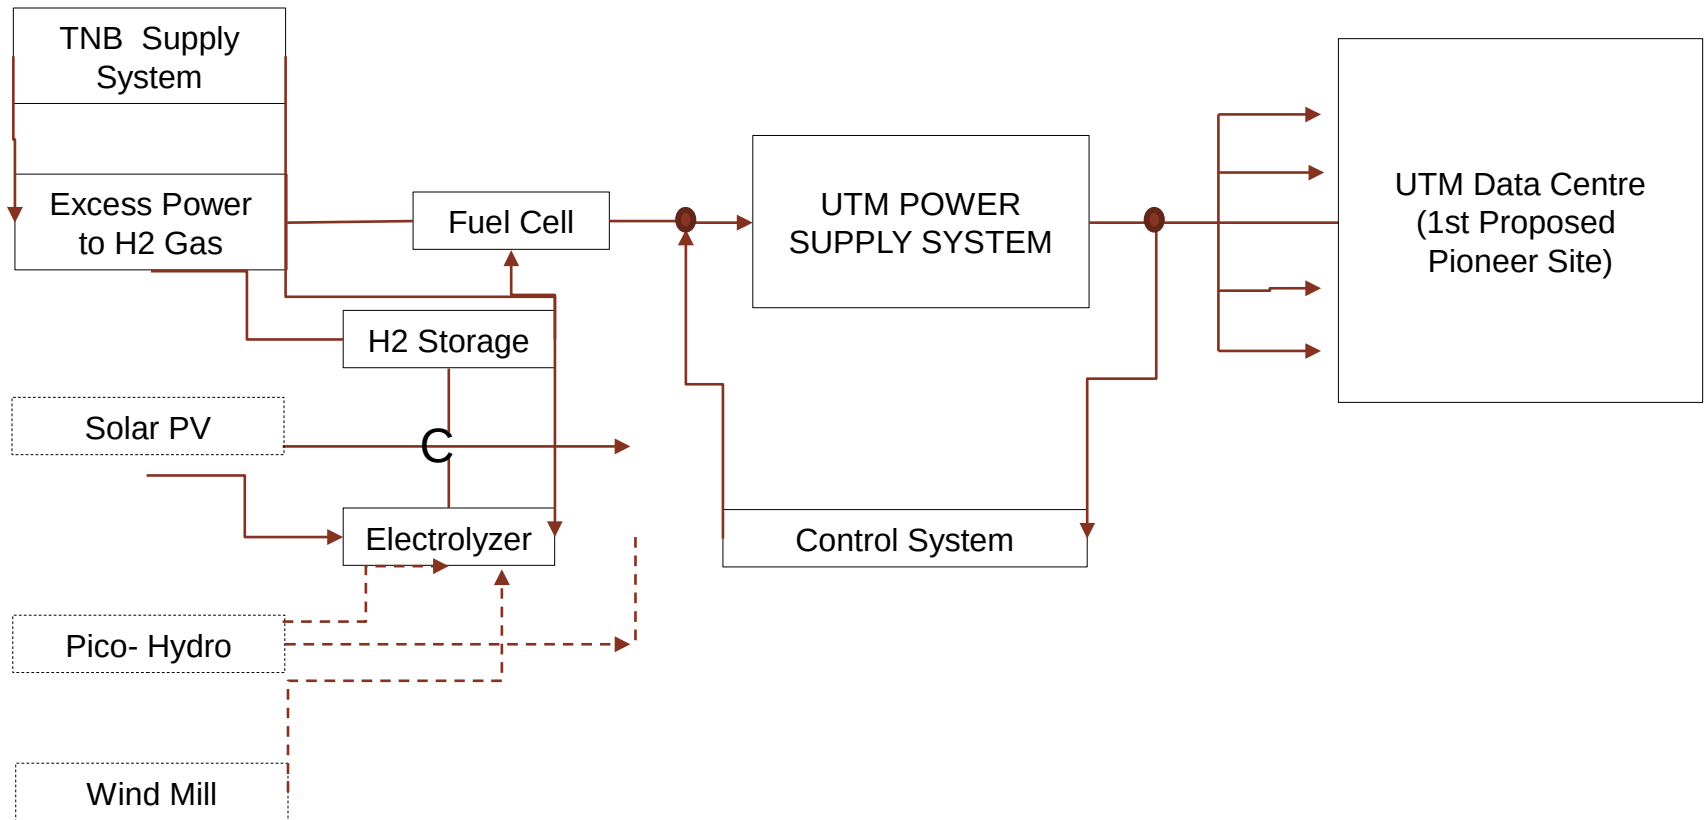 TNB  Supply
System
Excess Power
to H2 Gas
Fuel Cell
UTM POWER
SUPPLY SYSTEM
UTM Data Centre
(1st Proposed
Pioneer Site)
H2 Storage
Solar PV
C
Electrolyzer
Control System
Pico- Hydro
Wind Mill